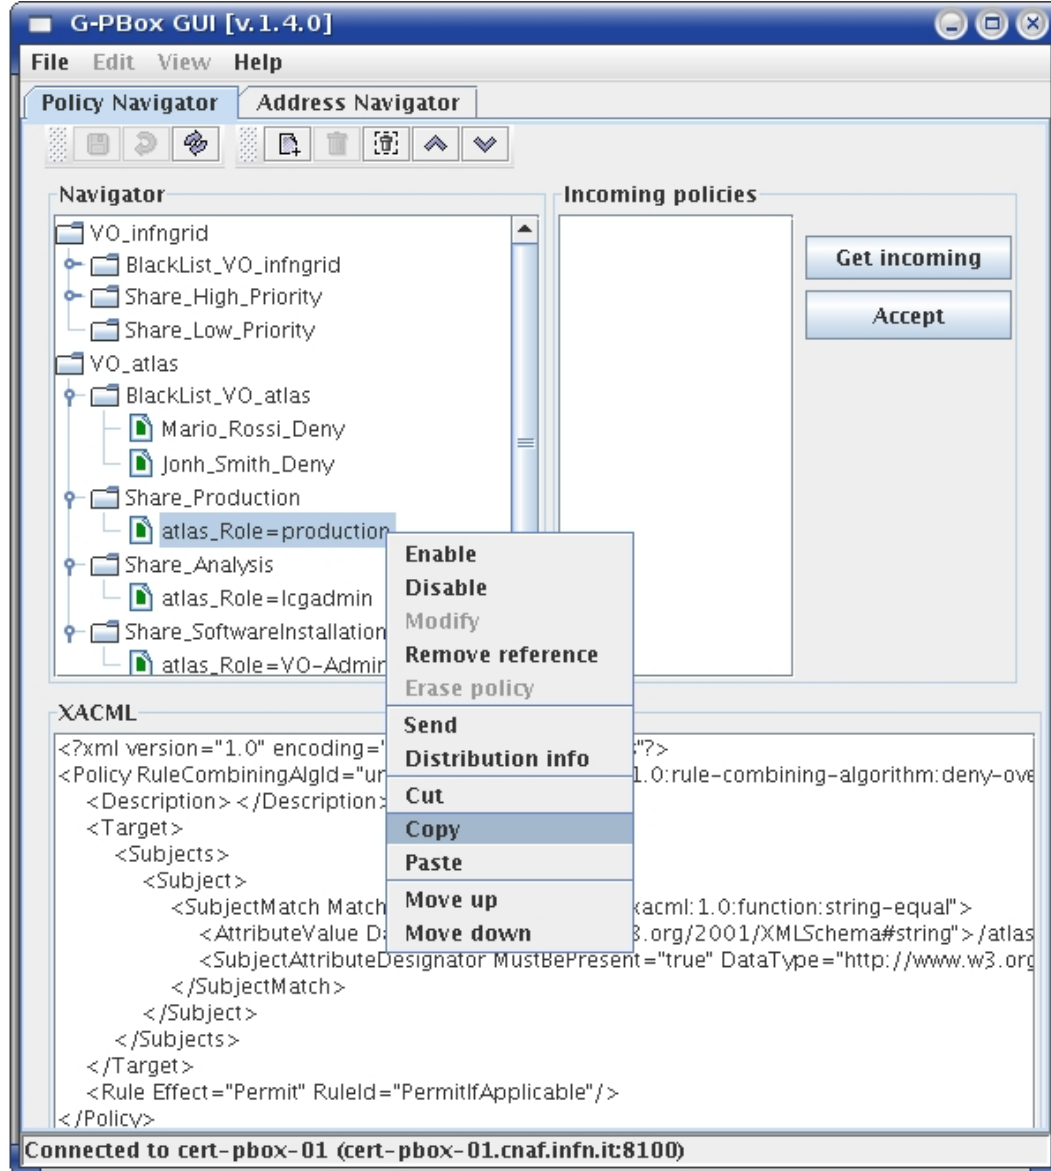 G-PBox GUI [v.1.4.0]
File Edit View Help
Policy Navigator Address Navigator
Navigator
VO_infngrid
BlackList_VO_infngrid
Share_High_Priority
Share_Low_Priority
VO_atlas
BlackList_VO_atlas
Mario_Rossi_Deny
Jonh_Smith_Deny
Share_Production
atlas_Role=production
Share_Analysis
atlas_Role=lcgadmin
Share_SoftwareInstallation
atlas_Role=VO-Admin
Incoming policies
Get incoming
Accept
Enable
Disable
Modify
Remove reference
Erase policy
Send
Distribution info
Cut
Copy
Paste
Move up
Move down
XACML
<?xml version="1.0" encoding=" "?>
<Policy RuleCombiningAlgId="ur 1.0:rule-combining-algorithm:deny-ove
<Description></Description>
<Target>
<Subjects>
<Subject>
<SubjectMatch Match xacml:1.0:function:string-equal">
<AttributeValue Da 3.org/2001/XMLSchema#string">/atlas
<SubjectAttributeDesignator MustBePresent="true" DataType="http://www.w3.org
</SubjectMatch>
</Subject>
</Subjects>
</Target>
<Rule Effect="Permit" RuleId="PermitIfApplicable"/>
</Policy>
Connected to cert-pbox-01 (cert-pbox-01.cnaf.infn.it:8100)